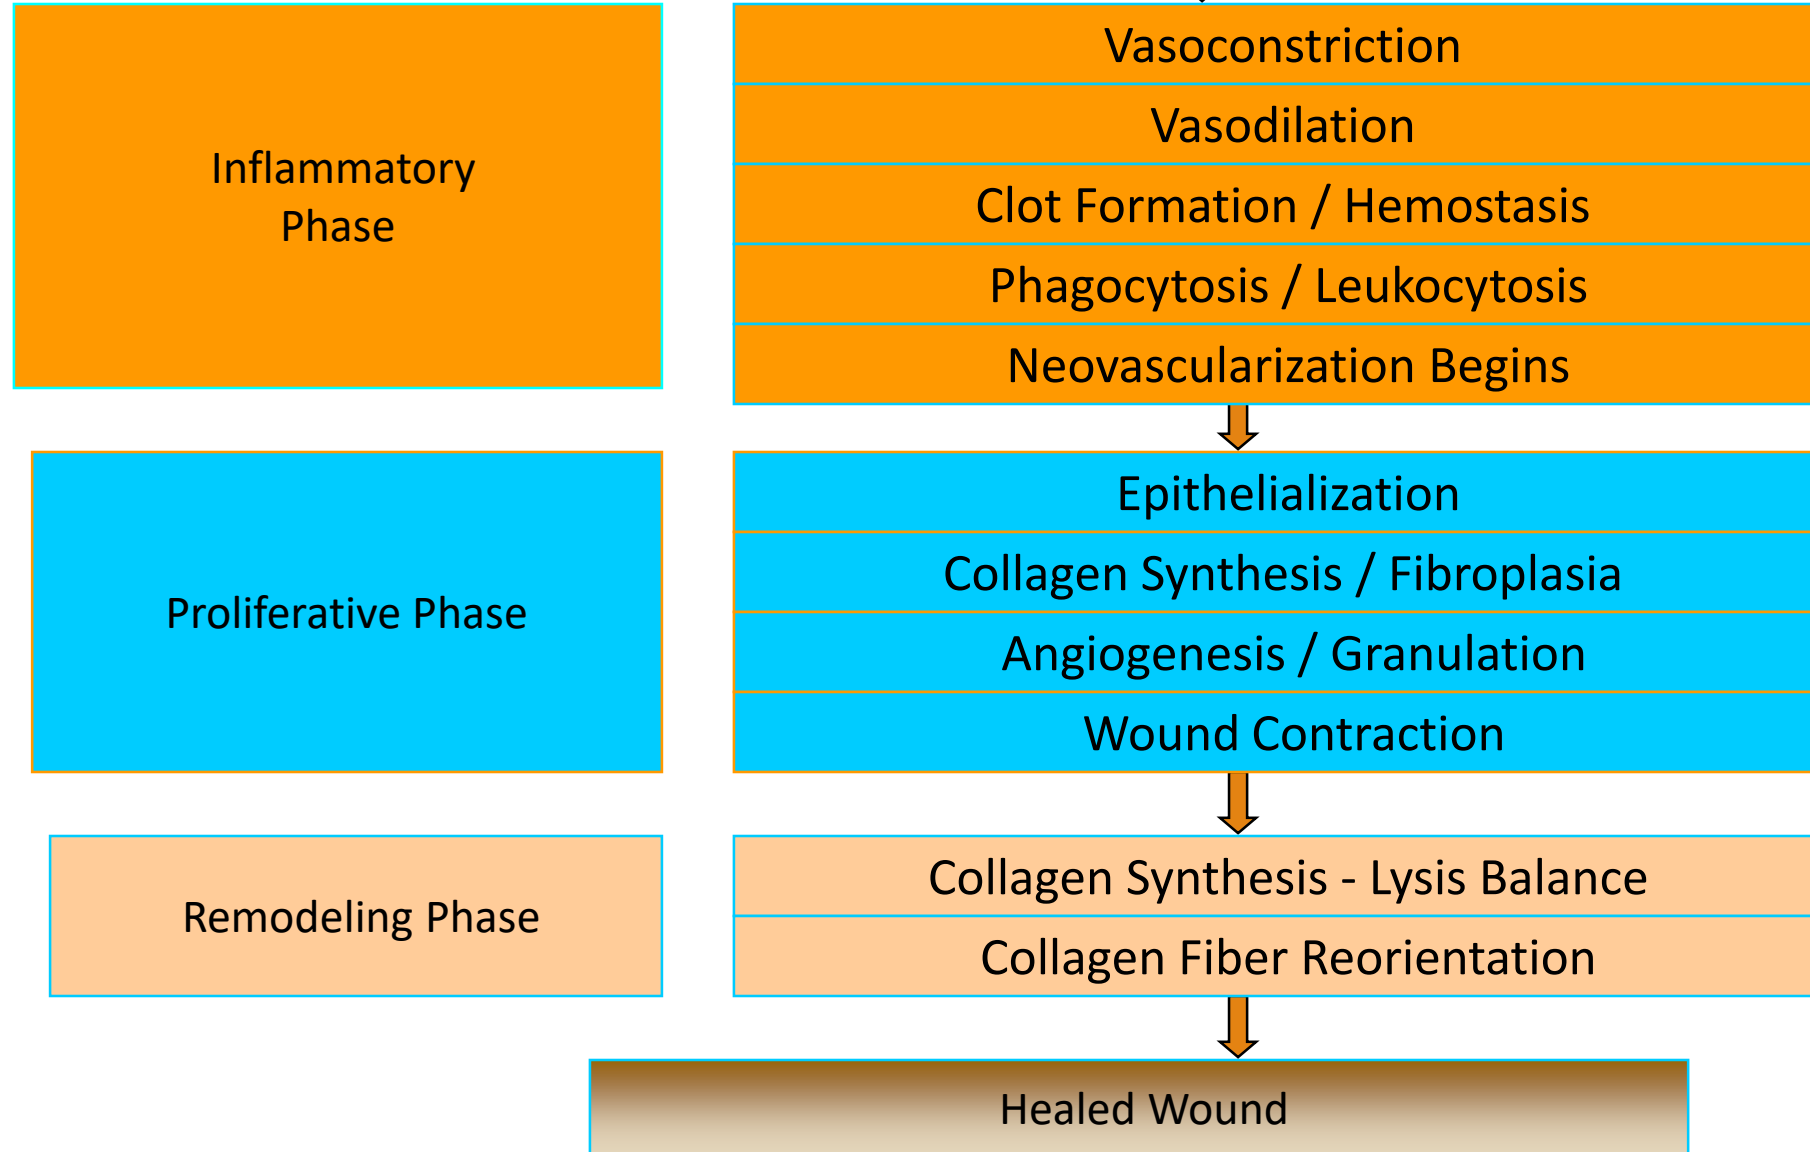 Inflammatory
Phase
Vasoconstriction
Vasodilation
Clot Formation / Hemostasis
Phagocytosis / Leukocytosis
Neovascularization Begins
Proliferative Phase
Epithelialization
Collagen Synthesis / Fibroplasia
Angiogenesis / Granulation
Wound Contraction
Remodeling Phase
Collagen Synthesis - Lysis Balance
Collagen Fiber Reorientation
Healed Wound